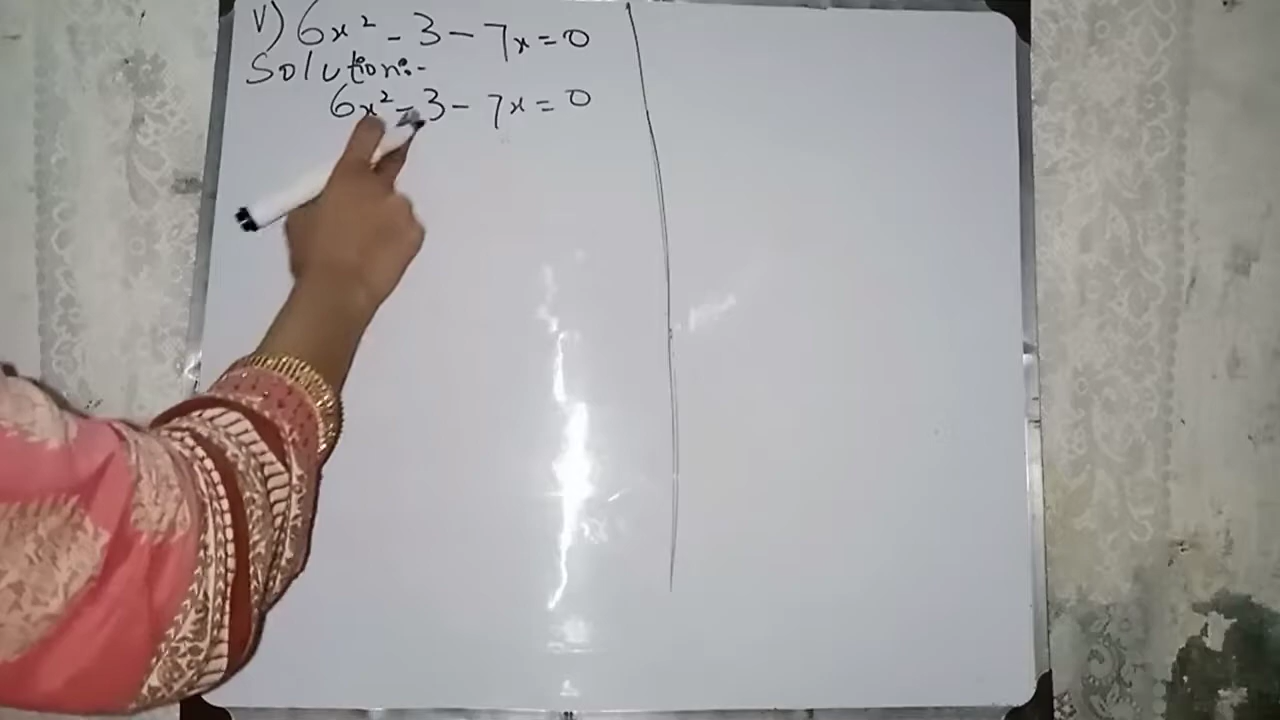 V) 6x² - 3 - 7x = 0
Solution:-
6x² - 3 - 7x = 0